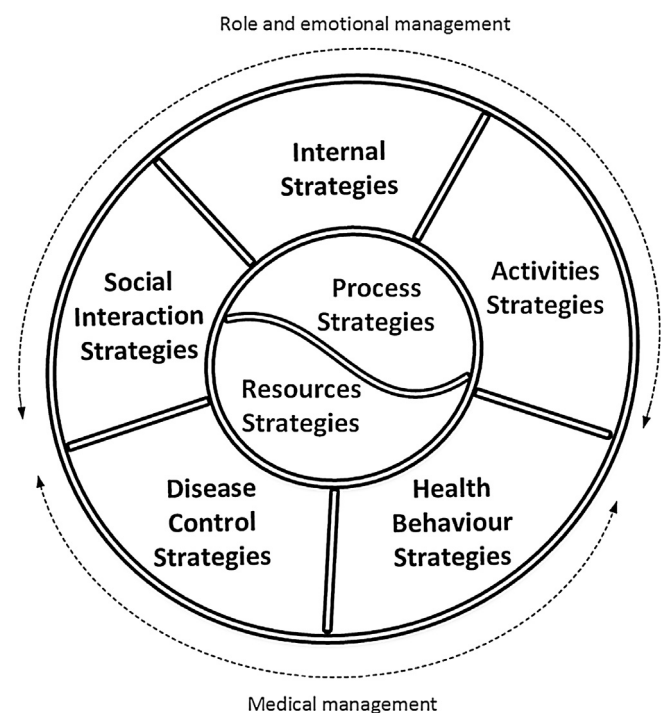 Role and emotional management
Internal
Strategies
Activities
Strategies
Social
Interaction
Strategies
Process
Strategies
Resources
Strategies
Disease
Control
Strategies
Health
Behaviour
Strategies
Medical management